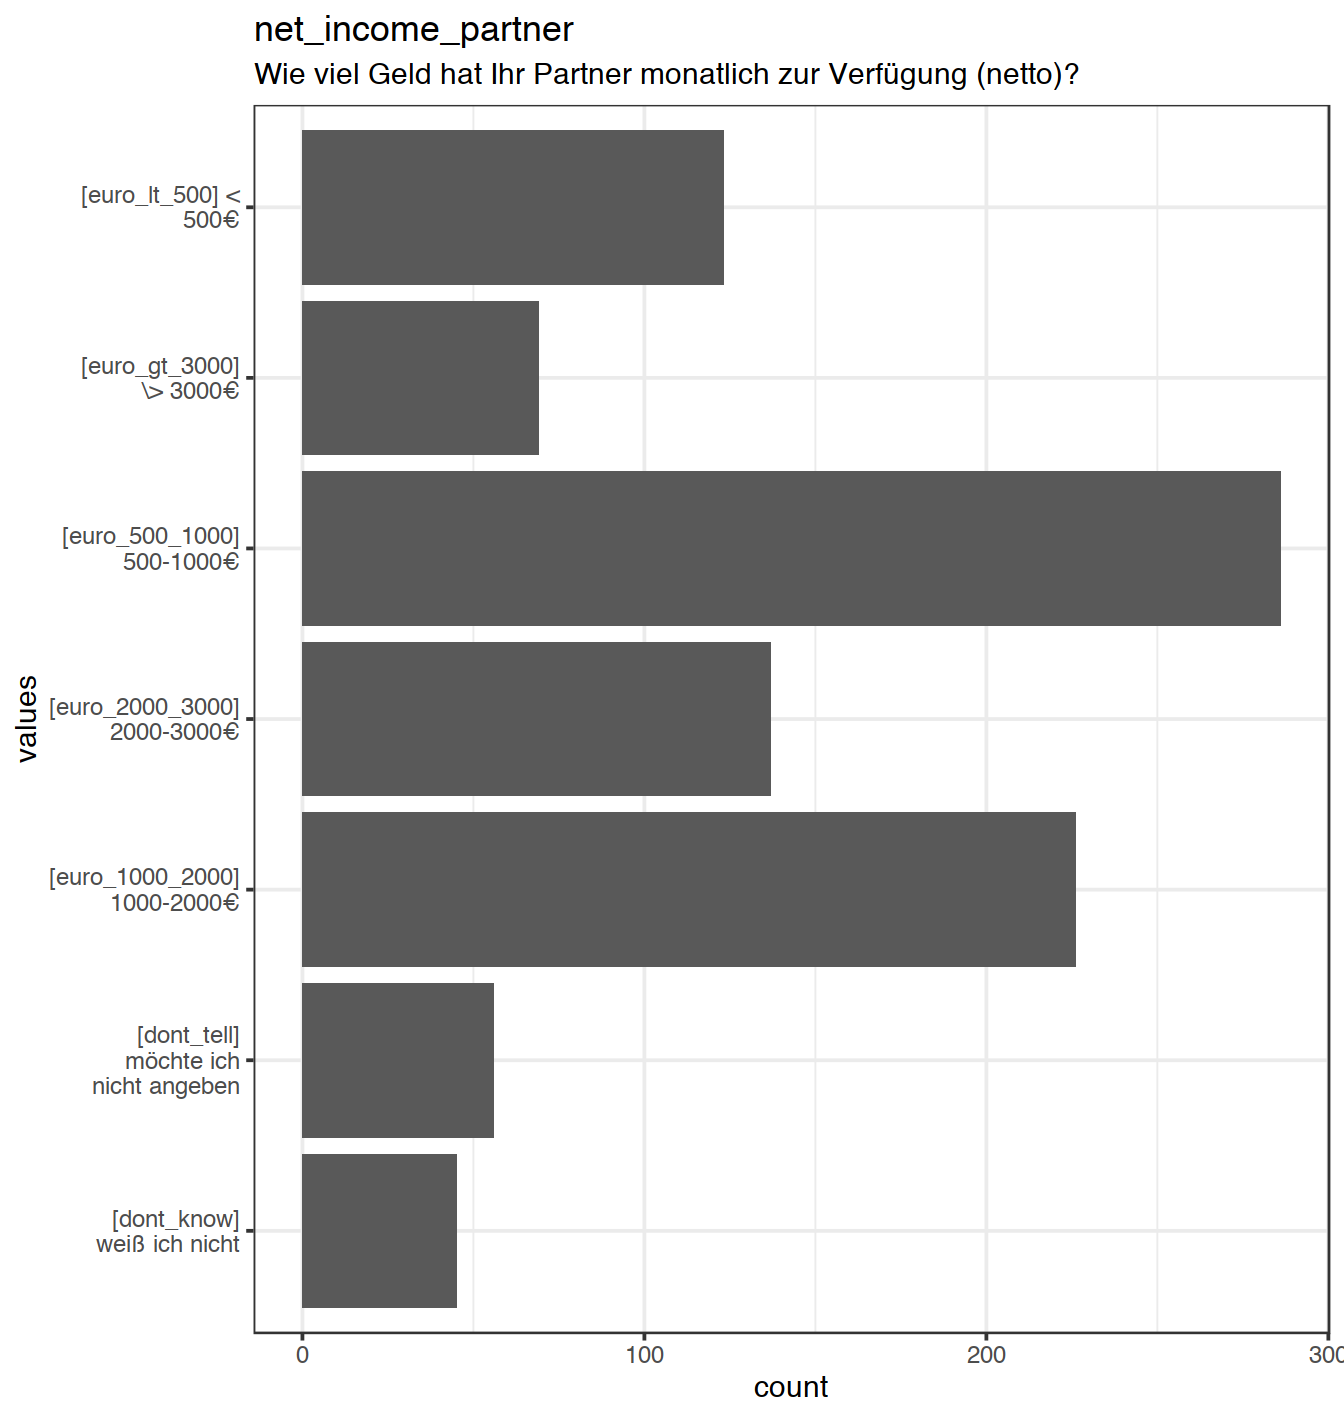 net_income_partner
Wie viel Geld hat Ihr Partner monatlich zur Verfügung (netto)?
[euro_lt_500] <
500€
[euro_gt_3000]
\> 3000€
[euro_500_1000]
500-1000€
values
[euro_2000_3000]
2000-3000€
[euro_1000_2000]
1000-2000€
[dont_tell]
möchte ich
nicht angeben
[dont_know]
weiß ich nicht
0 100 200 300
count